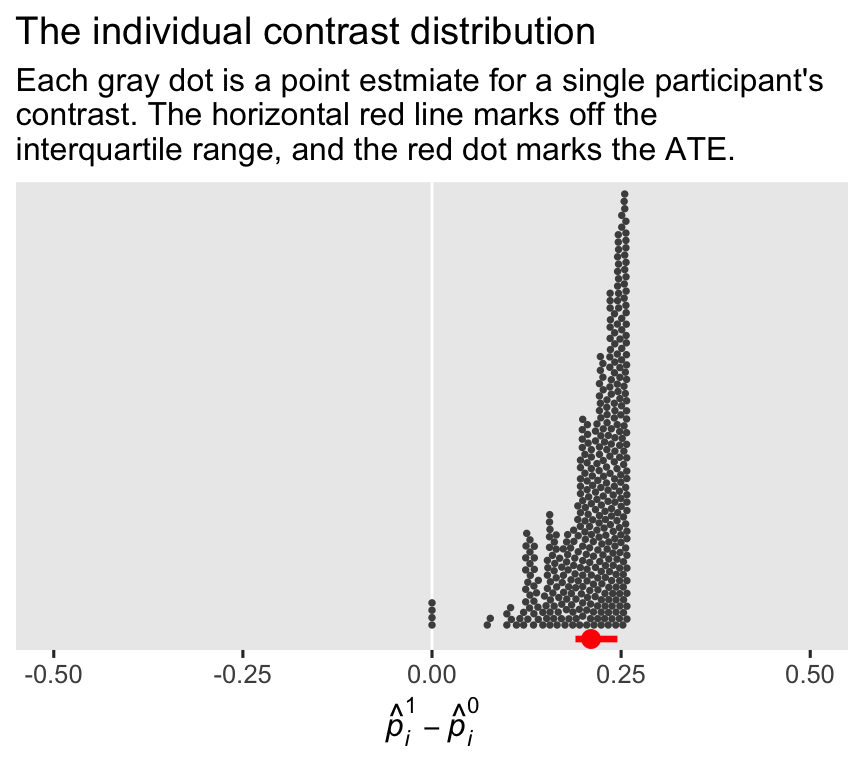 The individual contrast distribution
Each gray dot is a point estmiate for a single participant's
contrast. The horizontal red line marks off the
interquartile range, and the red dot marks the ATE.
-0.50 -0.25 0.00 0.25 0.50
p̂ᵢ¹ − p̂ᵢ⁰